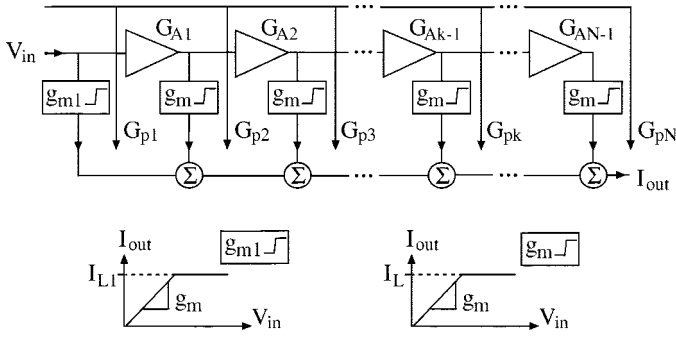 G_A1 G_A2 ... G_Ak-1 ... G_AN-1
V_in
g_m1 g_m g_m g_m g_m
G_p1 G_p2 G_p3 G_pk G_pN
Σ Σ ... Σ ... Σ I_out
I_out g_m1 I_out g_m
I_L1 g_m V_in I_L g_m V_in